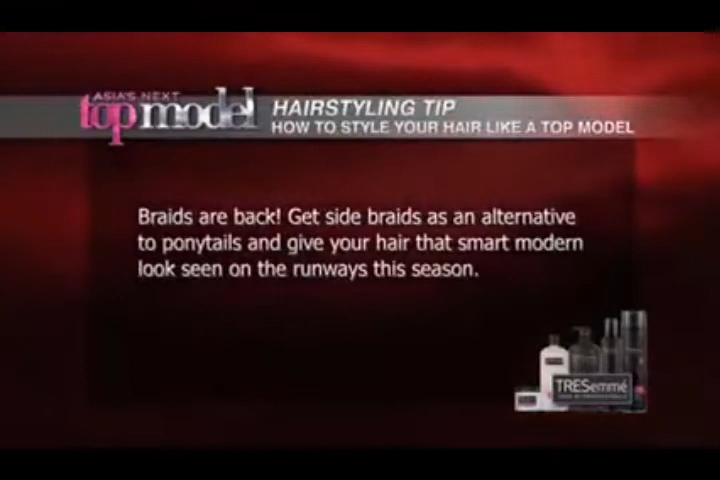 ASIA'S NEXT
top model
HAIRSTYLING TIP
HOW TO STYLE YOUR HAIR LIKE A TOP MODEL
Braids are back! Get side braids as an alternative
to ponytails and give your hair that smart modern
look seen on the runways this season.
TRESemmé